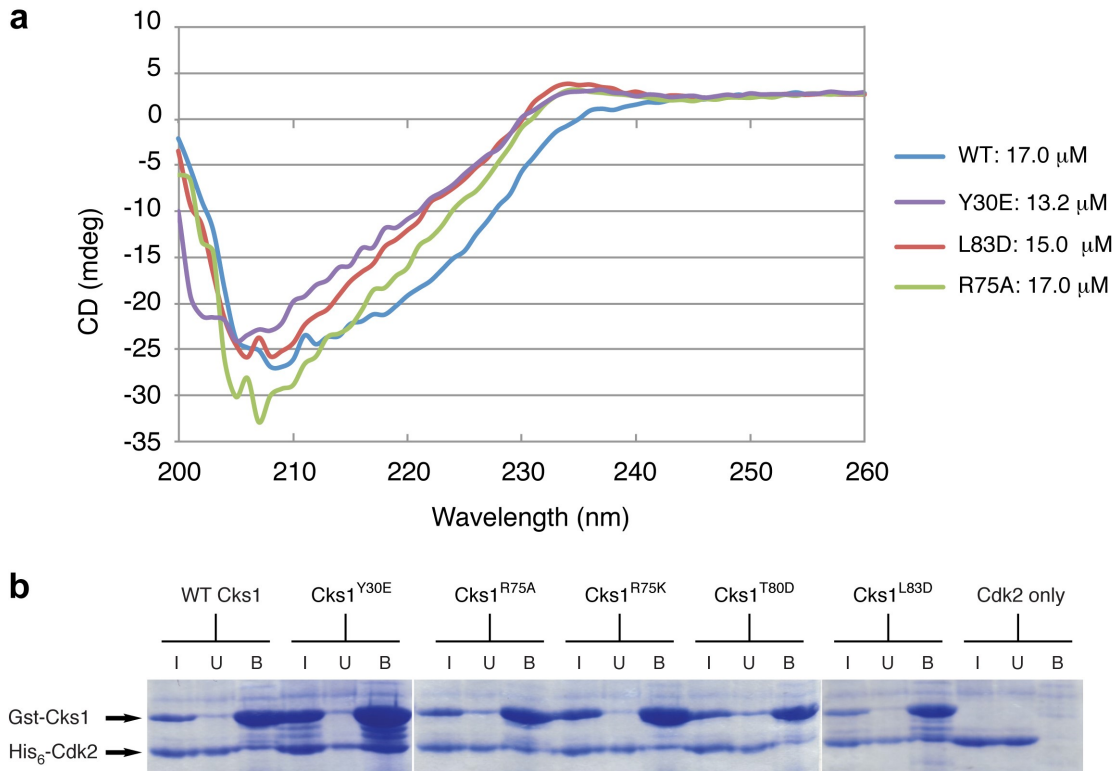 a
10
5
0
-5
-10
-15
-20
-25
-30
-35
CD (mdeg)
200 210 220 230 240 250 260
Wavelength (nm)
WT: 17.0 μM
Y30E: 13.2 μM
L83D: 15.0 μM
R75A: 17.0 μM
b
WT Cks1 Cks1Y30E Cks1R75A Cks1R75K Cks1T80D Cks1L83D Cdk2 only
I U B I U B I U B I U B I U B I U B I U B
Gst-Cks1
His6-Cdk2